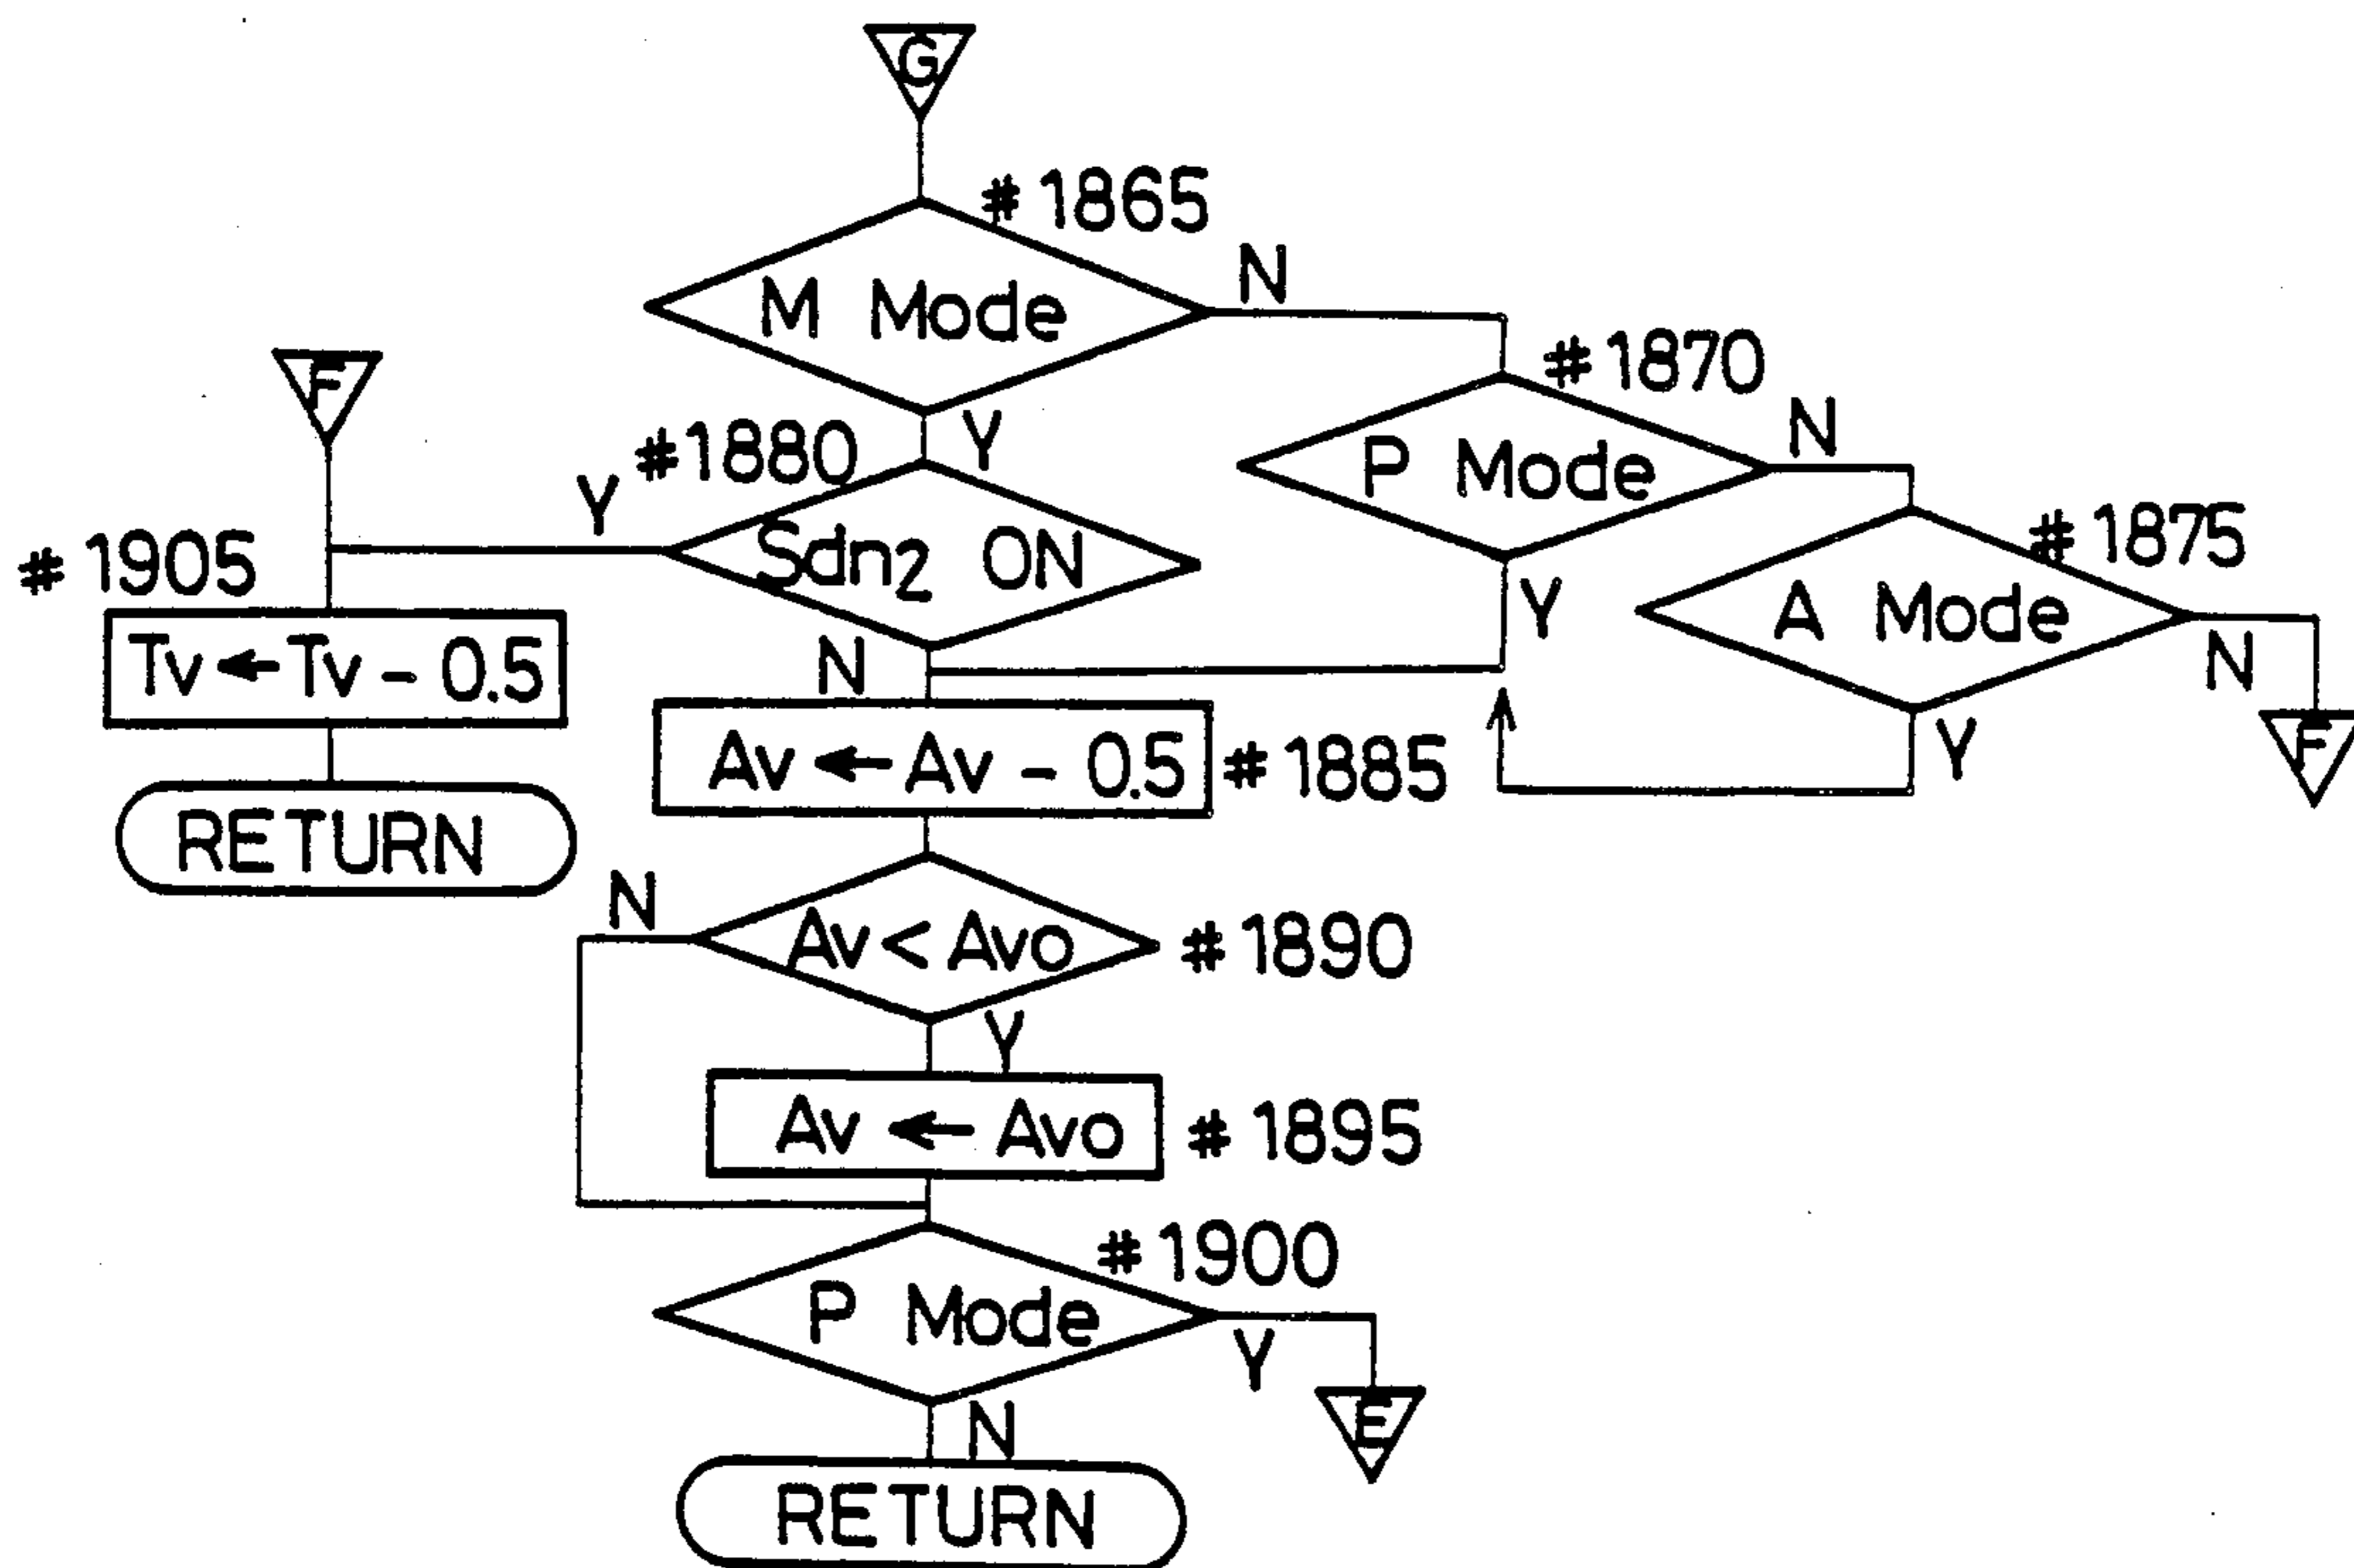 G
#1865
M Mode
N
Y
F
#1870
P Mode
N
Y
#1880
Y
Sdn2 ON
N
#1875
A Mode
N
Y
F
#1905
Tv ← Tv - 0.5
RETURN
Av ← Av - 0.5
#1885
N
Av < Avo
#1890
Y
Av ← Avo
#1895
#1900
P Mode
Y
E
N
RETURN